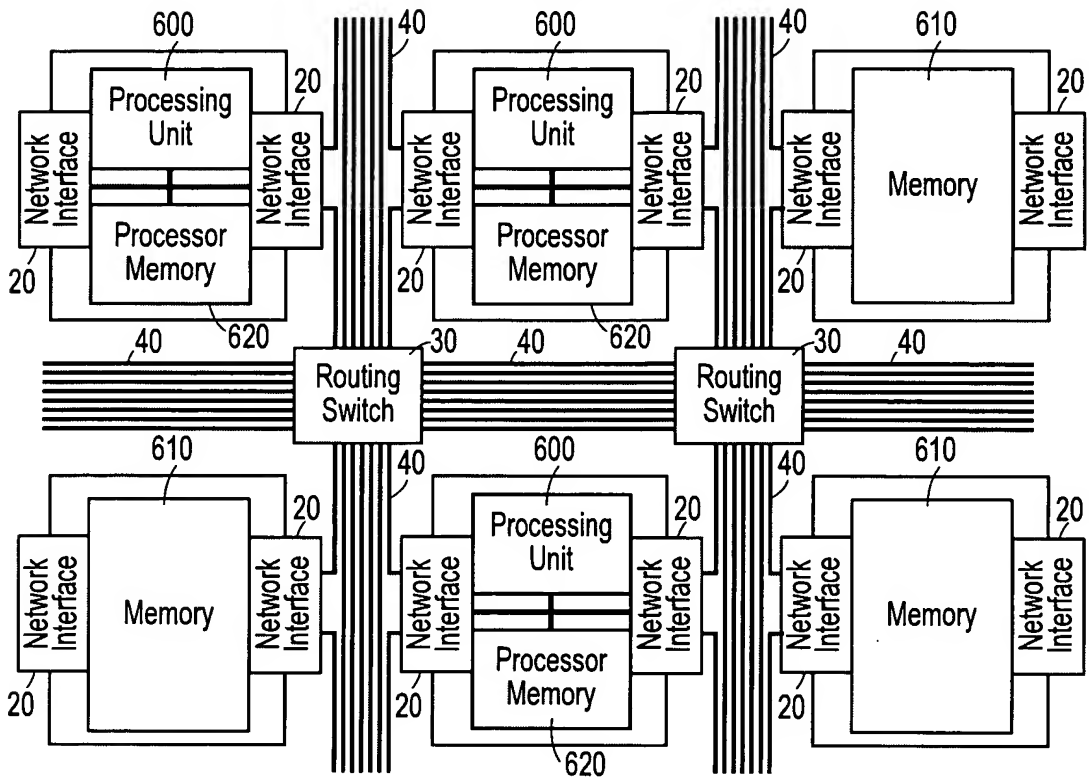 600
40
600
40
610
20
20
20
Network
Interface
Processing
Unit
Network
Interface
Network
Interface
Processing
Unit
Network
Interface
Network
Interface
Memory
Network
Interface
Processor
Memory
Processor
Memory
20
20
20
620
620
40
30
40
30
40
Routing
Switch
Routing
Switch
610
40
600
40
610
20
20
20
Network
Interface
Memory
Network
Interface
Network
Interface
Processing
Unit
Network
Interface
Network
Interface
Memory
Network
Interface
Processor
Memory
20
20
20
620